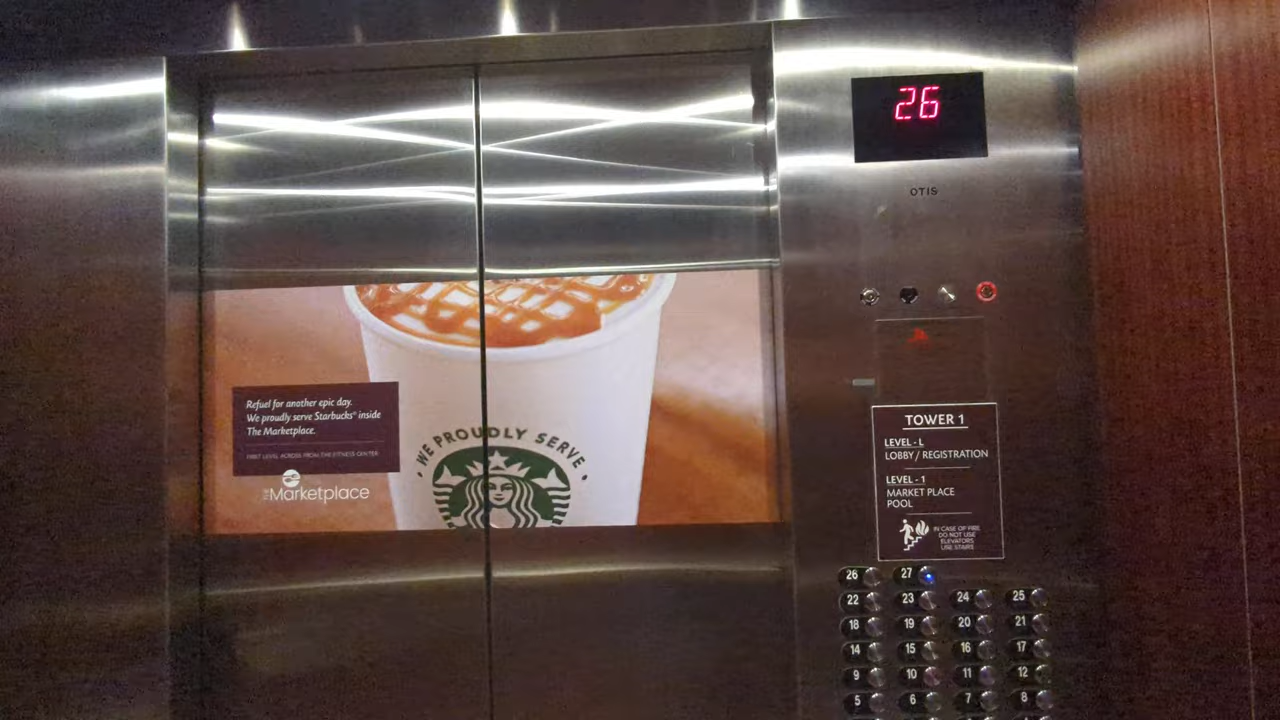 26
OTIS
Refuel for another epic day.
We proudly serve Starbucks® inside
The Marketplace.
FIRST LEVEL ACROSS FROM THE FITNESS CENTER
THE
Marketplace
WE PROUDLY SERVE
TOWER 1
LEVEL - L
LOBBY / REGISTRATION
LEVEL - 1
MARKET PLACE
POOL
IN CASE OF FIRE
DO NOT USE
ELEVATORS
USE STAIRS
26 27
22 23 24 25
18 19 20 21
14 15 16 17
9 10 11 12
5 6 7 8